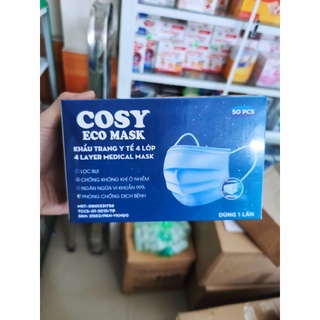 50 PCS
COSY
ECO MASK
KHẨU TRANG Y TẾ 4 LỚP
4 LAYER MEDICAL MASK
LỌC BỤI
CHỐNG KHÔNG KHÍ Ô NHIỄM
NGĂN NGỪA VI KHUẨN 99%
PHÒNG CHỐNG DỊCH BỆNH
DÙNG 1 LẦN